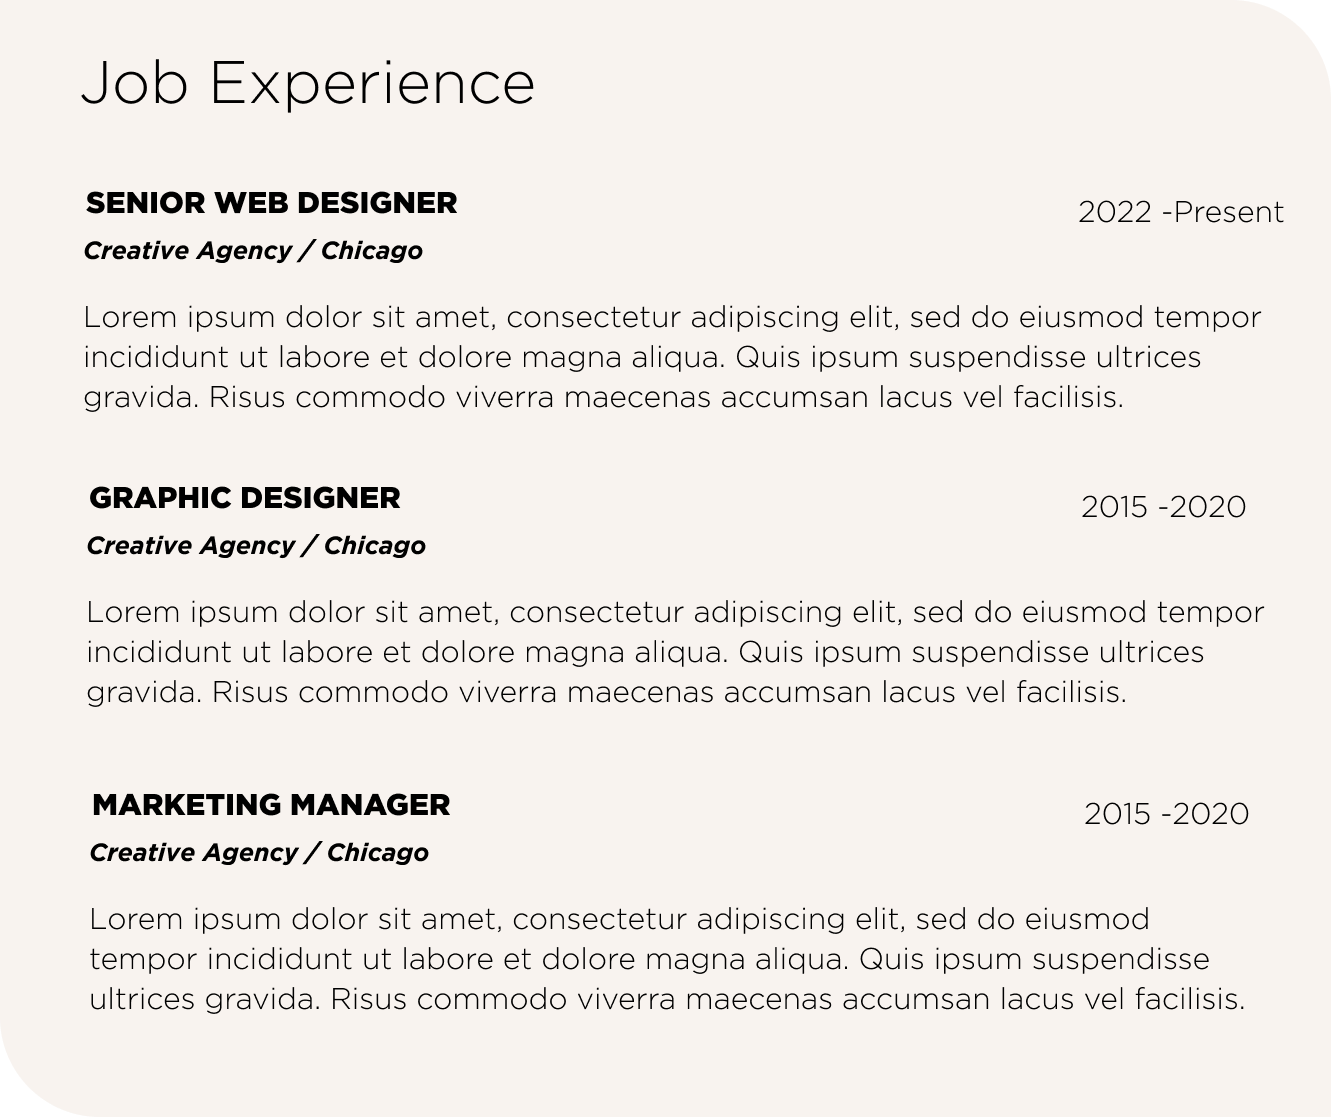 Job Experience
SENIOR WEB DESIGNER
2022 -Present
Creative Agency / Chicago
Lorem ipsum dolor sit amet, consectetur adipiscing elit, sed do eiusmod tempor
incididunt ut labore et dolore magna aliqua. Quis ipsum suspendisse ultrices
gravida. Risus commodo viverra maecenas accumsan lacus vel facilisis.
GRAPHIC DESIGNER
2015 -2020
Creative Agency / Chicago
Lorem ipsum dolor sit amet, consectetur adipiscing elit, sed do eiusmod tempor
incididunt ut labore et dolore magna aliqua. Quis ipsum suspendisse ultrices
gravida. Risus commodo viverra maecenas accumsan lacus vel facilisis.
MARKETING MANAGER
2015 -2020
Creative Agency / Chicago
Lorem ipsum dolor sit amet, consectetur adipiscing elit, sed do eiusmod
tempor incididunt ut labore et dolore magna aliqua. Quis ipsum suspendisse
ultrices gravida. Risus commodo viverra maecenas accumsan lacus vel facilisis.